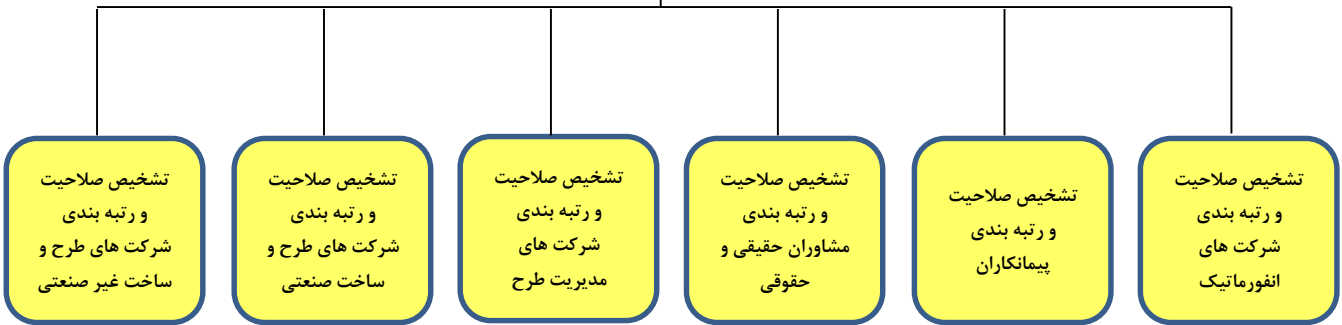 تشخیص صلاحیت
و رتبه بندی
شرکت های
انفورماتیک
تشخیص صلاحیت
و رتبه بندی
پیمانکاران
تشخیص صلاحیت
و رتبه بندی
مشاوران حقیقی و
حقوقی
تشخیص صلاحیت
و رتبه بندی
شرکت های
مدیریت طرح
تشخیص صلاحیت
و رتبه بندی
شرکت های طرح و
ساخت صنعتی
تشخیص صلاحیت
و رتبه بندی
شرکت های طرح و
ساخت غیر صنعتی